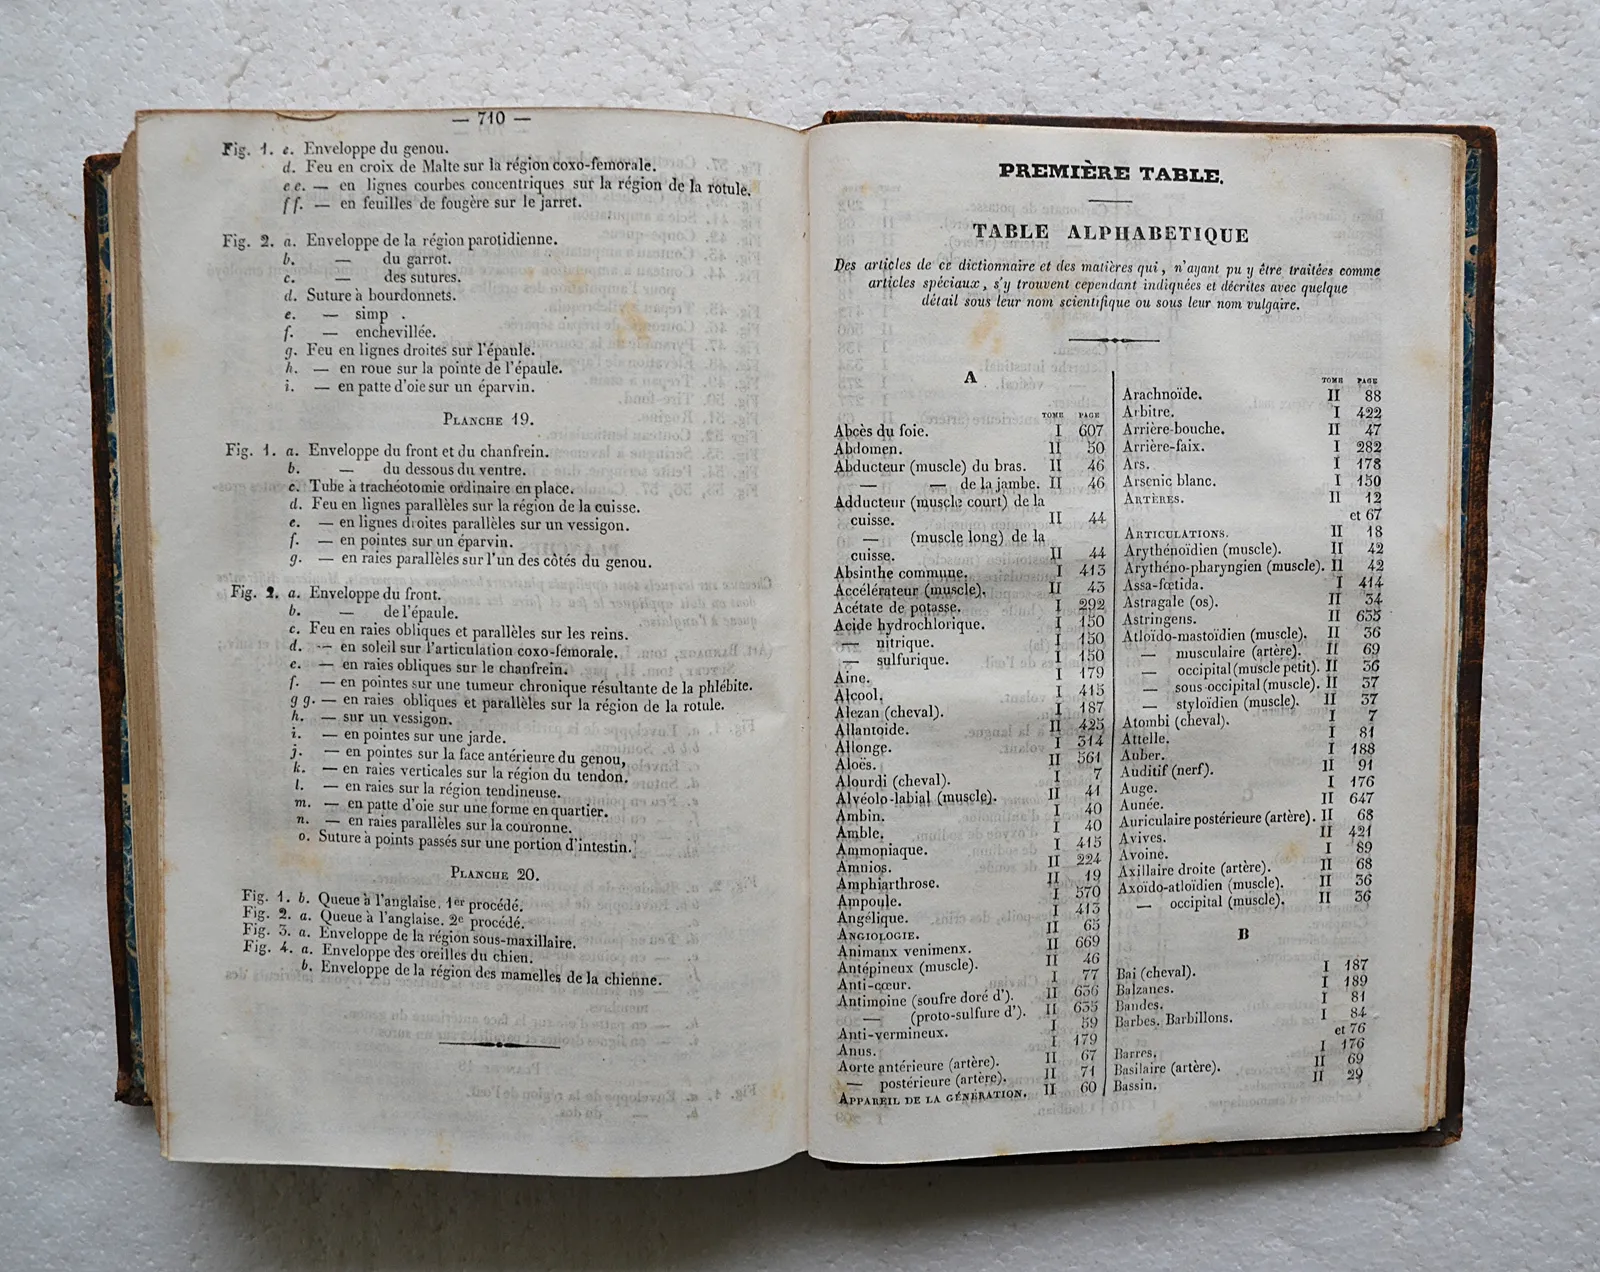 — 710 —
Fig. 1. c. Enveloppe du genou.
d. Feu en croix de Malte sur la région coxo-femorale.
e e. — en lignes courbes concentriques sur la région de la rotule.
f f. — en feuilles de fougère sur le jarret.
Fig. 2. a. Enveloppe de la région parotidienne.
b. — du garrot.
c. — des sutures.
d. Suture à bourdonnets.
e. — simp .
f. — enchevillée.
g. Feu en lignes droites sur l'épaule.
h. — en roue sur la pointe de l'épaule.
i. — en patte d'oie sur un éparvin.
PLANCHE 19.
Fig. 1. a. Enveloppe du front et du chanfrein.
b. — du dessous du ventre.
c. Tube à trachéotomie ordinaire en place.
d. Feu en lignes parallèles sur la région de la cuisse.
e. — en lignes droites parallèles sur un vessigon.
f. — en pointes sur un éparvin.
g. — en raies parallèles sur l'un des côtés du genou.
Fig. 2. a. Enveloppe du front.
b. — de l'épaule.
c. Feu en raies obliques et parallèles sur les reins.
d. — en soleil sur l'articulation coxo-femorale.
e. — en raies obliques sur le chanfrein.
f. — en pointes sur une tumeur chronique résultante de la phlébite.
g g. — en raies obliques et parallèles sur la région de la rotule.
h. — sur un vessigon.
i. — en pointes sur une jarde.
j. — en pointes sur la face antérieure du genou,
k. — en raies verticales sur la région du tendon.
l. — en raies sur la région tendineuse.
m. — en patte d'oie sur une forme en quartier.
n. — en raies parallèles sur la couronne.
o. Suture à points passés sur une portion d'intestin.
PLANCHE 20.
Fig. 1. b. Queue à l'anglaise, 1er procédé.
Fig. 2. a. Queue à l'anglaise. 2e procédé.
Fig. 3. a. Enveloppe de la région sous-maxillaire.
Fig. 4. a. Enveloppe des oreilles du chien.
b. Enveloppe de la région des mamelles de la chienne.
PREMIÈRE TABLE.
TABLE ALPHABETIQUE
Des articles de ce dictionnaire et des matières qui, n'ayant pu y être traitées comme
articles spéciaux, s'y trouvent cependant indiquées et décrites avec quelque
détail sous leur nom scientifique ou sous leur nom vulgaire.
A
TOME PAGE
Abcès du foie. I 607
Abdomen. II 50
Abducteur (muscle) du bras. II 46
— — de la jambe. II 46
Adducteur (muscle court) de la
cuisse. II 44
— (muscle long) de la
cuisse. II 44
Absinthe commune. I 413
Accélérateur (muscle). II 43
Acétate de potasse. I 292
Acide hydrochlorique. I 150
— nitrique. I 150
— sulfurique. I 150
Aine. I 179
Alcool. I 415
Alezan (cheval). I 187
Allantoïde. II 425
Allonge. I 314
Aloès. II 561
Alourdi (cheval). I 7
Alvéolo-labial (muscle). II 41
Ambin. I 40
Amble. I 40
Ammoniaque. I 415
Amnios. II 224
Amphiarthrose. II 19
Ampoule. I 570
Angélique. I 413
ANGIOLOGIE. II 65
Animaux venimenx. II 669
Antépineux (muscle). II 46
Anti-cœur. I 77
Antimoine (soufre doré d'). II 636
— (proto-sulfure d'). II 635
Anti-vermineux. I 59
Anus. I 179
Aorte antérieure (artère). II 67
— postérieure (artère). II 71
APPAREIL DE LA GÉNÉRATION. II 60
TOME PAGE
Arachnoïde. II 88
Arbitre. I 422
Arrière-bouche. II 47
Arrière-faix. I 282
Ars. I 178
Arsenic blanc. I 150
ARTÈRES. II 12
et 67
ARTICULATIONS. II 18
Arythénoïdien (muscle). II 42
Arythéno-pharyngien (muscle). II 42
Assa-fœtida. I 414
Astragale (os). II 34
Astringens. II 635
Atloïdo-mastoïdien (muscle). II 36
— musculaire (artère). II 69
— occipital (muscle petit). II 36
— sous-occipital (muscle). II 37
— styloïdien (muscle). II 37
Atombi (cheval). I 7
Attelle. I 81
Auber. I 188
Auditif (nerf). II 91
Auge. I 176
Aunée. II 647
Auriculaire postérieure (artère). II 68
Avives. II 421
Avoine. I 89
Axillaire droite (artère). II 68
Axoïdo-atloïdien (muscle). II 36
— occipital (muscle). II 36
B
Bai (cheval). I 187
Balzanes. I 189
Bandes. I 81
Barbes. Barbillons. I 84
et 76
Barres. I 176
Basilaire (artère). II 69
Bassin. II 29